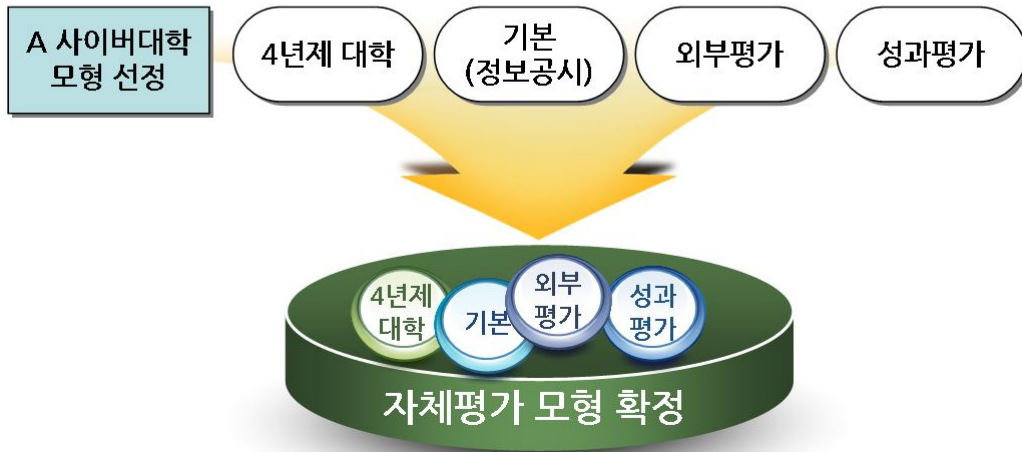 A 사이버대학
모형 선정
4년제 대학
기본
(정보공시)
외부평가
성과평가
4년제
대학
기본
외부
평가
성과
평가
자체평가 모형 확정